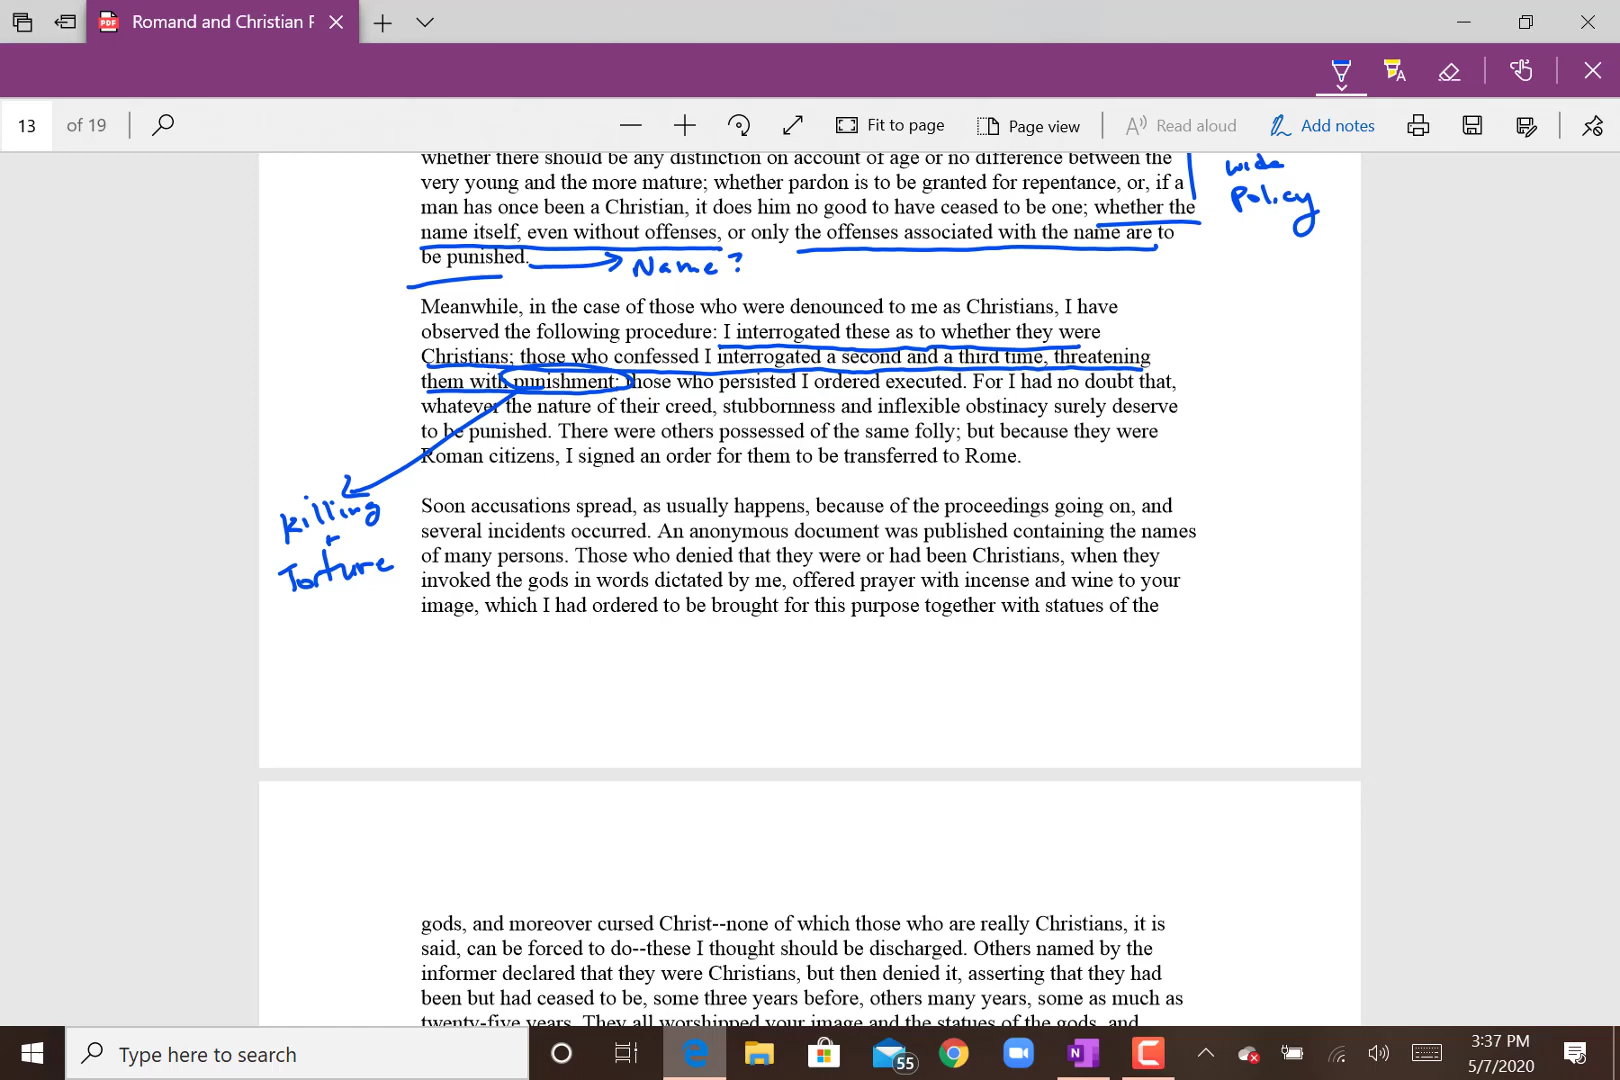 Romand and Christian F
13 of 19
Fit to page
Page view
Read aloud
Add notes
whether there should be any distinction on account of age or no difference between the
very young and the more mature; whether pardon is to be granted for repentance, or, if a
man has once been a Christian, it does him no good to have ceased to be one; whether the
name itself, even without offenses, or only the offenses associated with the name are to
be punished.
wide
policy
Name?
Meanwhile, in the case of those who were denounced to me as Christians, I have
observed the following procedure: I interrogated these as to whether they were
Christians; those who confessed I interrogated a second and a third time, threatening
them with punishment; those who persisted I ordered executed. For I had no doubt that,
whatever the nature of their creed, stubbornness and inflexible obstinacy surely deserve
to be punished. There were others possessed of the same folly; but because they were
Roman citizens, I signed an order for them to be transferred to Rome.
Killing
+
Torture
Soon accusations spread, as usually happens, because of the proceedings going on, and
several incidents occurred. An anonymous document was published containing the names
of many persons. Those who denied that they were or had been Christians, when they
invoked the gods in words dictated by me, offered prayer with incense and wine to your
image, which I had ordered to be brought for this purpose together with statues of the
gods, and moreover cursed Christ--none of which those who are really Christians, it is
said, can be forced to do--these I thought should be discharged. Others named by the
informer declared that they were Christians, but then denied it, asserting that they had
been but had ceased to be, some three years before, others many years, some as much as
twenty-five years. They all worshipped your image and the statues of the gods, and
Type here to search
55
3:37 PM
5/7/2020